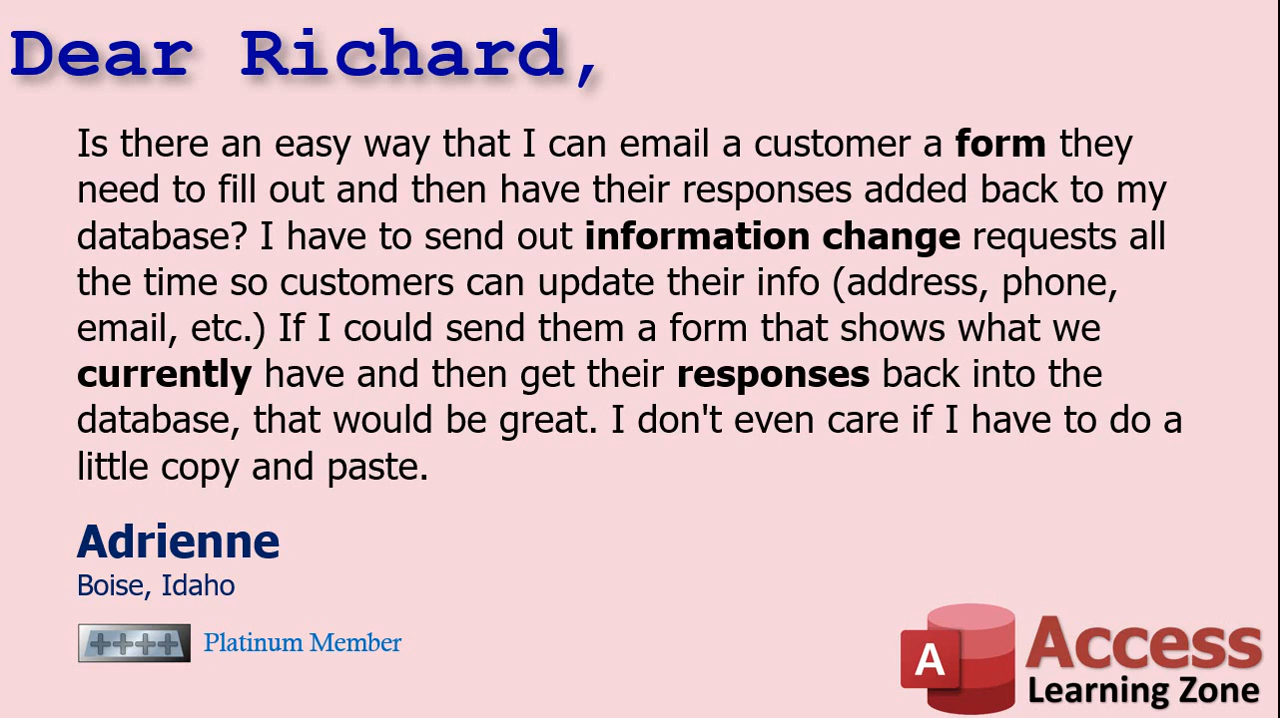 Dear Richard,
Is there an easy way that I can email a customer a form they
need to fill out and then have their responses added back to my
database? I have to send out information change requests all
the time so customers can update their info (address, phone,
email, etc.) If I could send them a form that shows what we
currently have and then get their responses back into the
database, that would be great. I don't even care if I have to do a
little copy and paste.
Adrienne
Boise, Idaho
Platinum Member
A
Access
Learning Zone